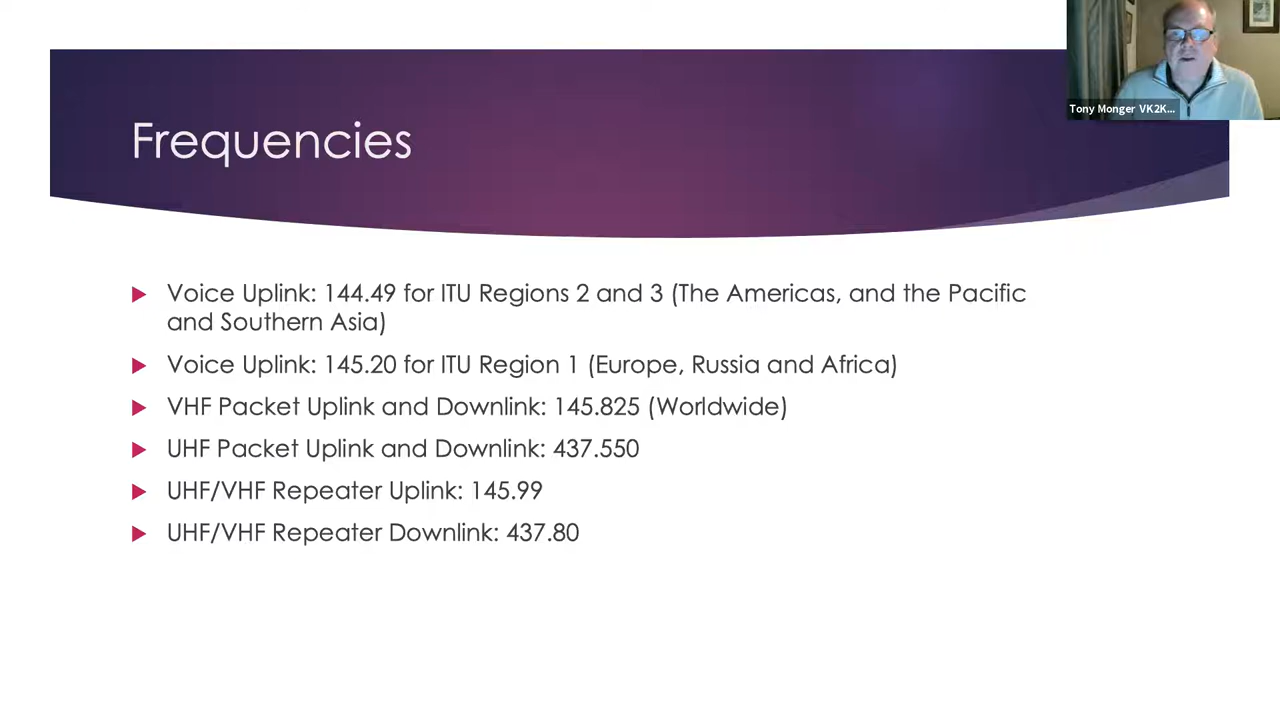 Tony Monger VK2K...
Frequencies
Voice Uplink: 144.49 for ITU Regions 2 and 3 (The Americas, and the Pacific
and Southern Asia)
Voice Uplink: 145.20 for ITU Region 1 (Europe, Russia and Africa)
VHF Packet Uplink and Downlink: 145.825 (Worldwide)
UHF Packet Uplink and Downlink: 437.550
UHF/VHF Repeater Uplink: 145.99
UHF/VHF Repeater Downlink: 437.80